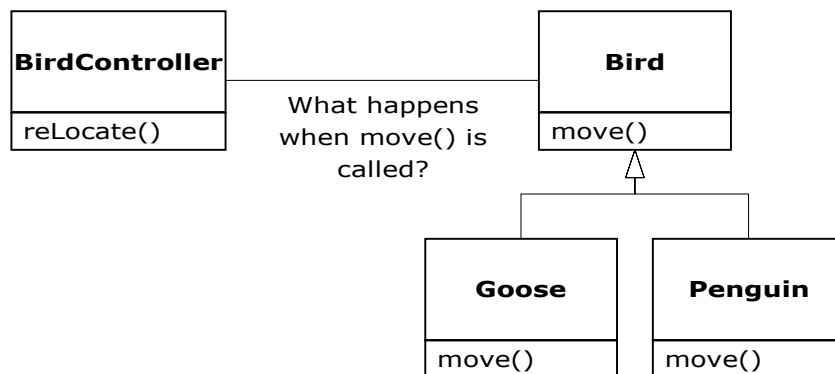 BirdController
reLocate()
What happens
when move() is
called?
Bird
move()
Goose
move()
Penguin
move()